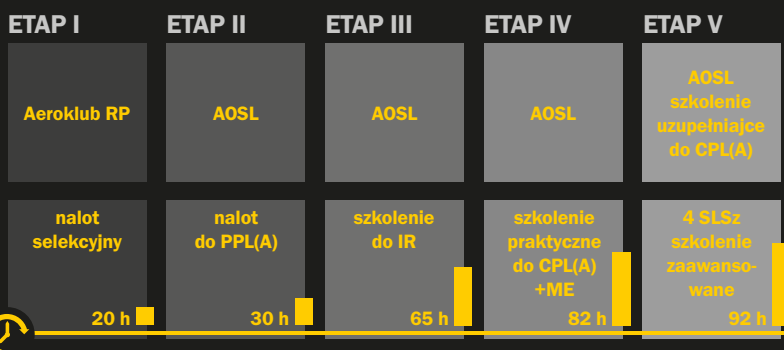 ETAP I
ETAP II
ETAP III
ETAP IV
ETAP V
Aeroklub RP
AOSL
AOSL
AOSL
AOSL
szkolenie
uzupełniajce
do CPL(A)
nalot
selekcyjny
20 h
nalot
do PPL(A)
30 h
szkolenie
do IR
65 h
szkolenie
praktyczne
do CPL(A)
+ME
82 h
4 SLSz
szkolenie
zaawanso-
wane
92 h